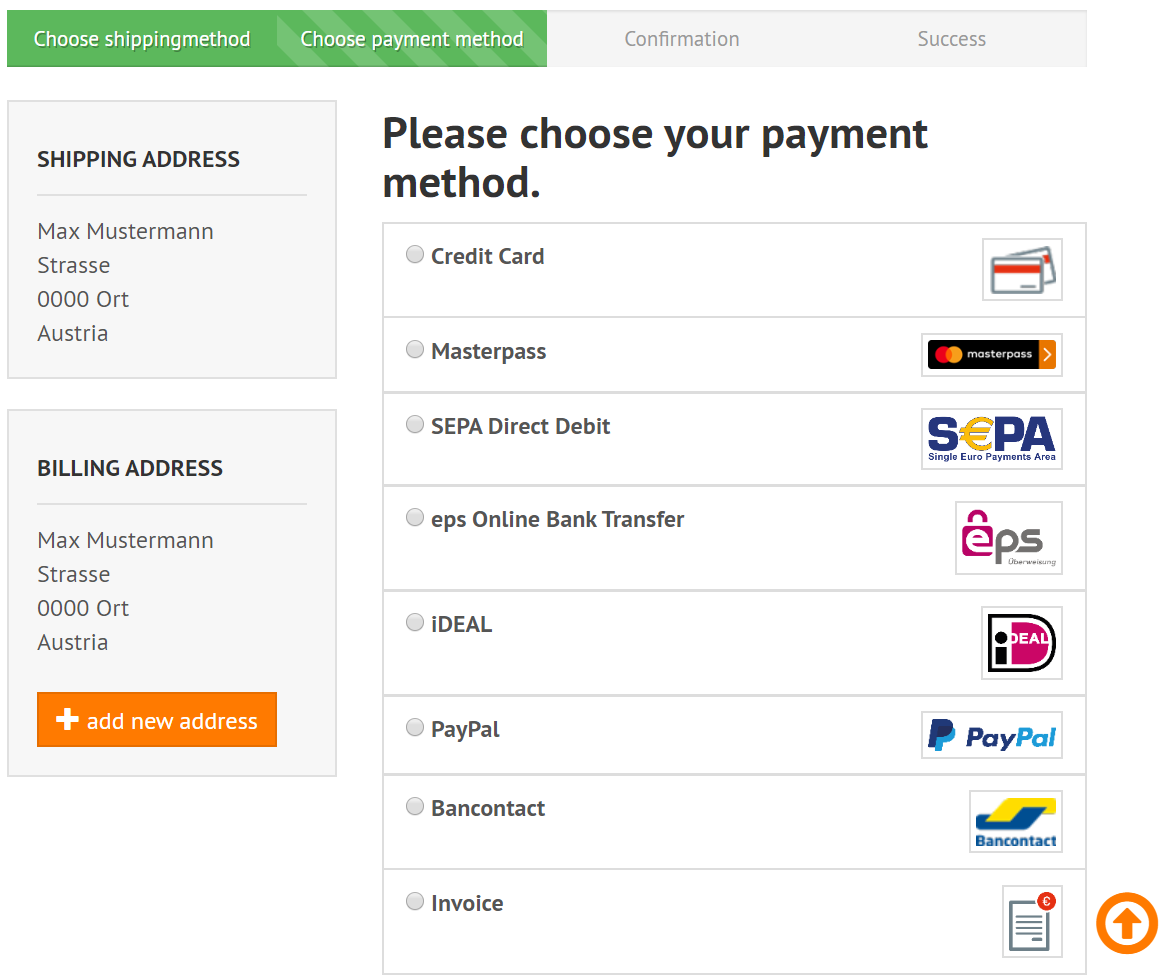 Choose shippingmethod
Choose payment method
Confirmation
Success
SHIPPING ADDRESS
Max Mustermann
Strasse
0000 Ort
Austria
BILLING ADDRESS
Max Mustermann
Strasse
0000 Ort
Austria
add new address
Please choose your payment
method.
Credit Card
Masterpass
masterpass
SEPA Direct Debit
S€PA
Single Euro Payments Area
eps Online Bank Transfer
eps
Überweisung
iDEAL
iDEAL
PayPal
PayPal
Bancontact
Bancontact
Invoice
€